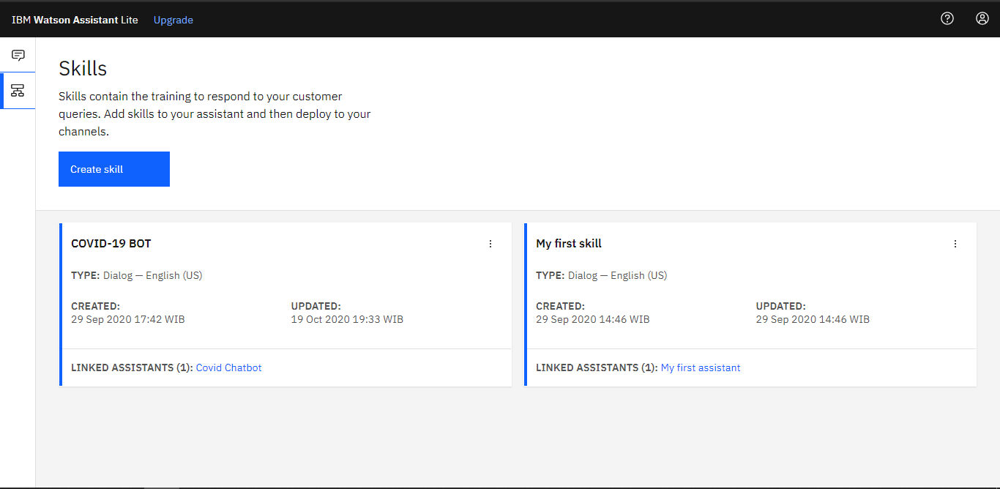 IBM Watson Assistant Lite Upgrade
Skills
Skills contain the training to respond to your customer
queries. Add skills to your assistant and then deploy to your
channels.
Create skill
COVID-19 BOT
TYPE: Dialog — English (US)
CREATED:
29 Sep 2020 17:42 WIB
UPDATED:
19 Oct 2020 19:33 WIB
LINKED ASSISTANTS (1): Covid Chatbot
My first skill
TYPE: Dialog — English (US)
CREATED:
29 Sep 2020 14:46 WIB
UPDATED:
29 Sep 2020 14:46 WIB
LINKED ASSISTANTS (1): My first assistant